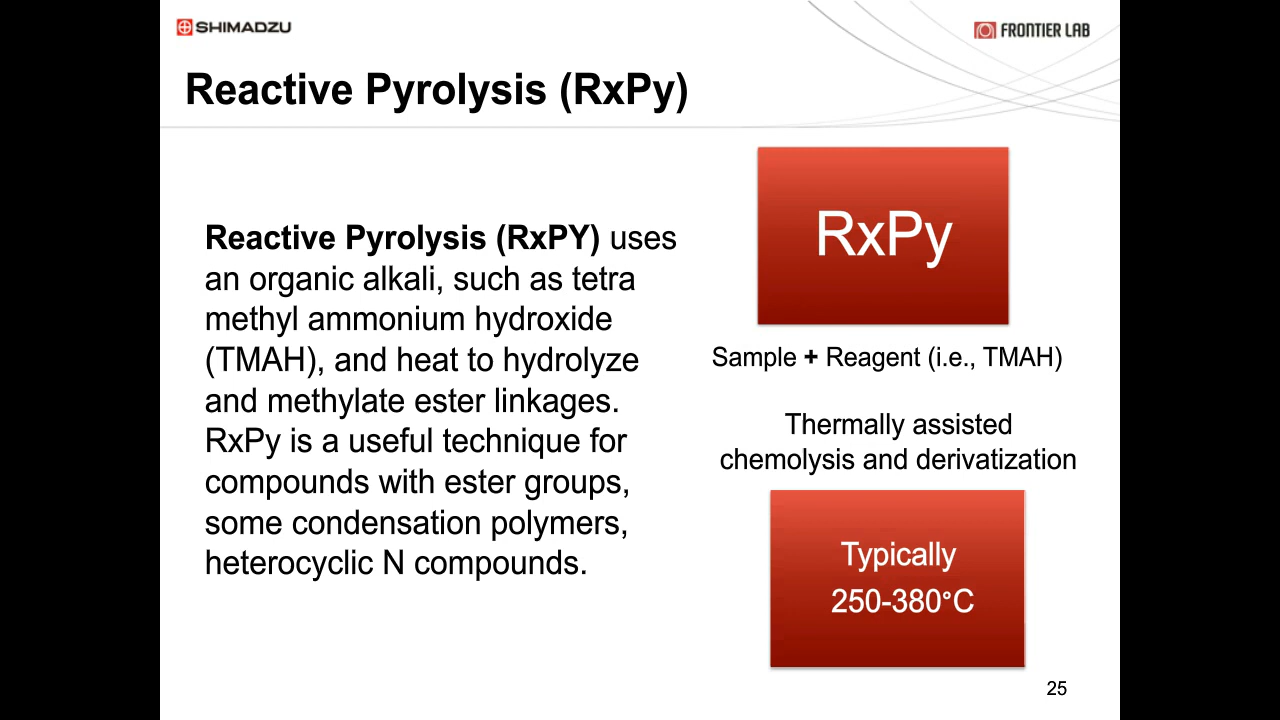 SHIMADZU
FRONTIER LAB
Reactive Pyrolysis (RxPy)
Reactive Pyrolysis (RxPY) uses
an organic alkali, such as tetra
methyl ammonium hydroxide
(TMAH), and heat to hydrolyze
and methylate ester linkages.
RxPy is a useful technique for
compounds with ester groups,
some condensation polymers,
heterocyclic N compounds.
RxPy
Sample + Reagent (i.e., TMAH)
Thermally assisted
chemolysis and derivatization
Typically
250-380°C
25